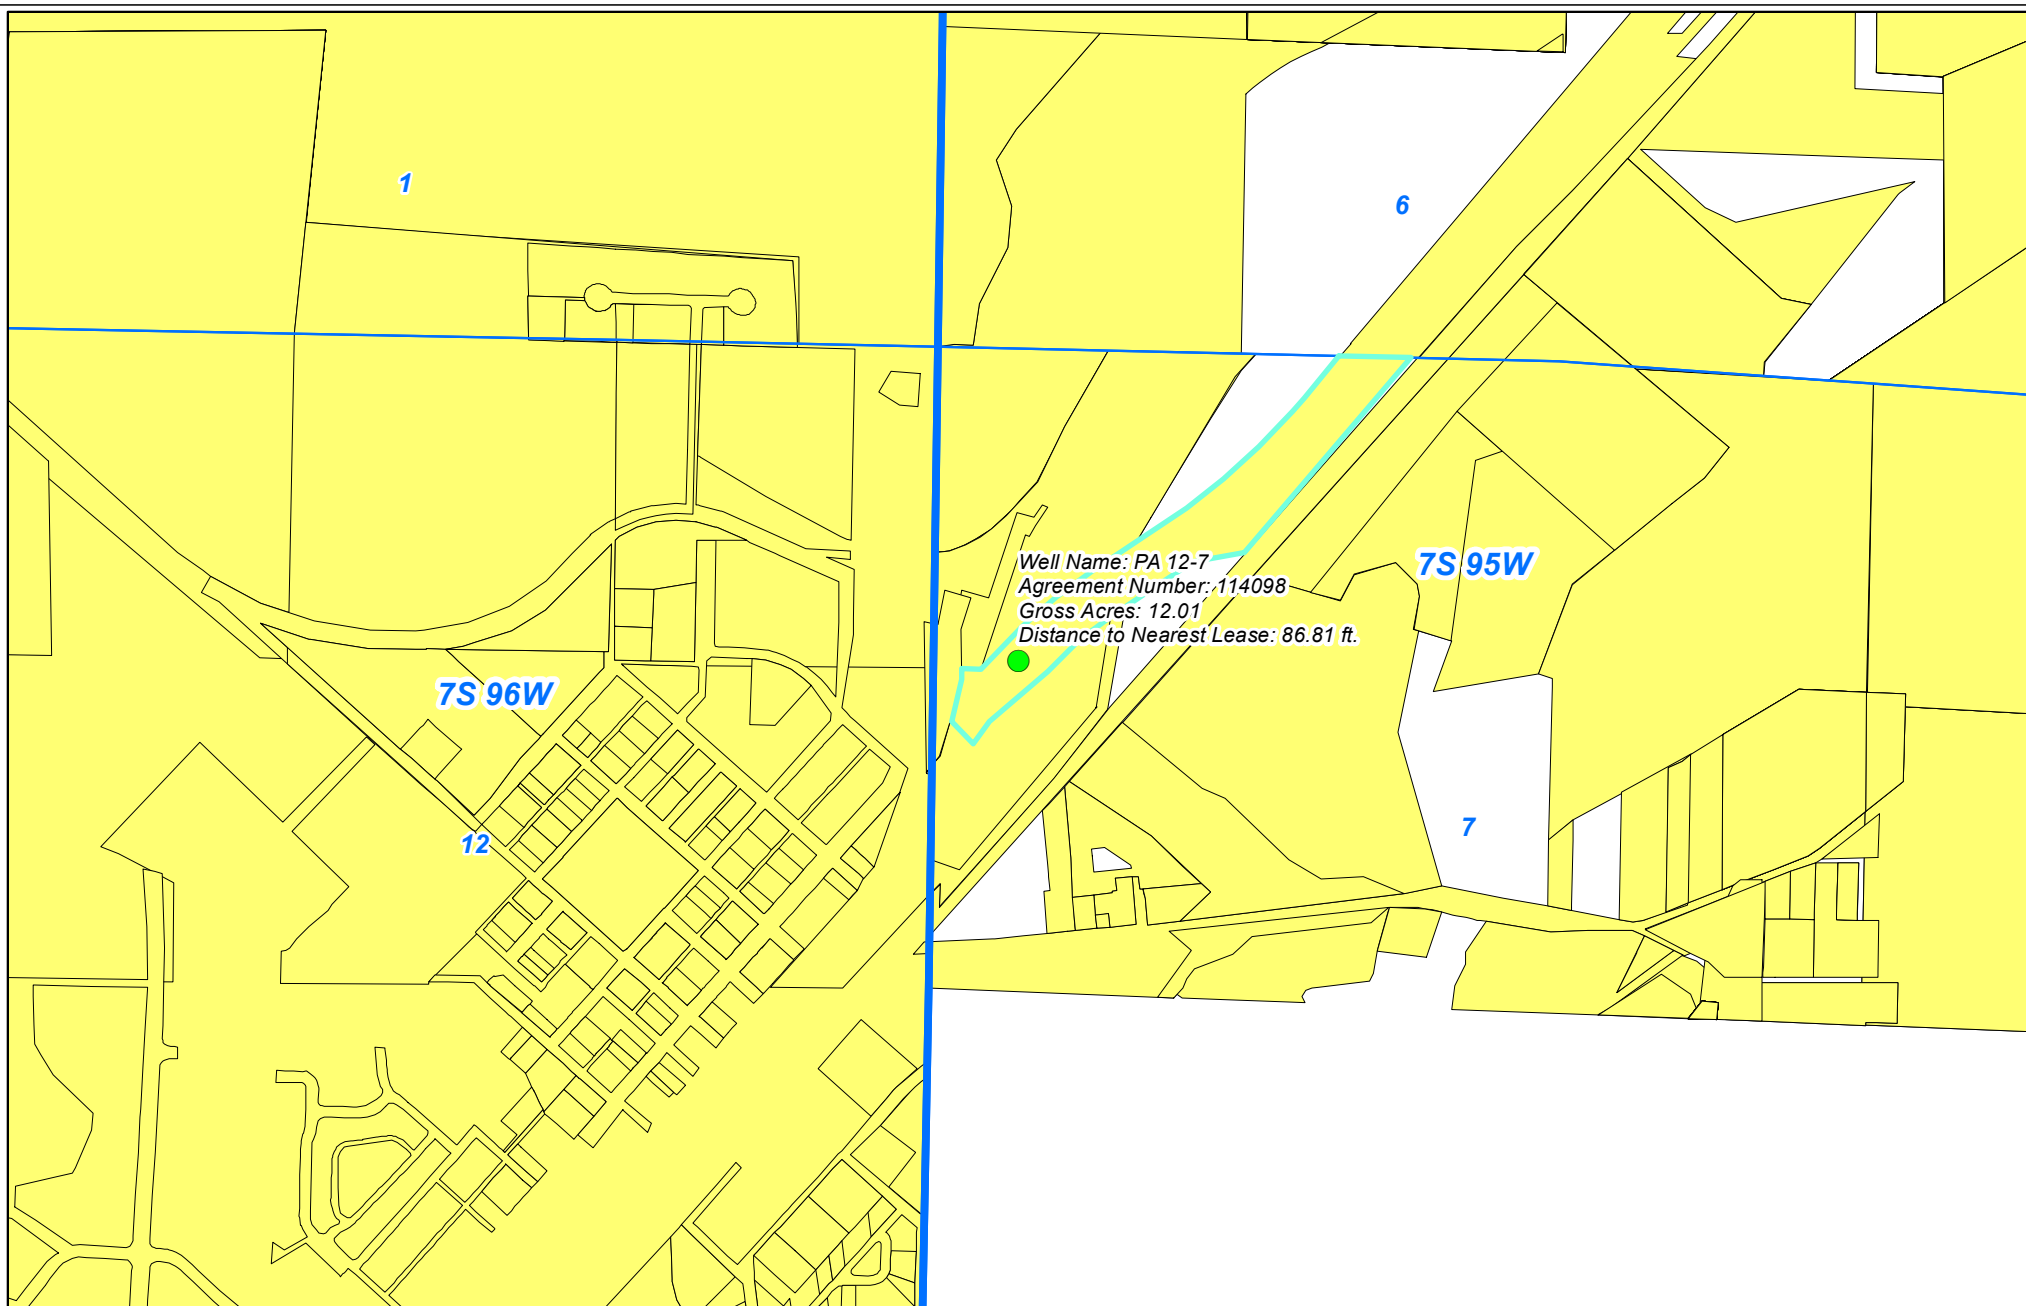 1
6
Well Name: PA 12-7
Agreement Number: 114098
Gross Acres: 12.01
Distance to Nearest Lease: 86.81 ft.
7S 95W
7S 96W
7
12